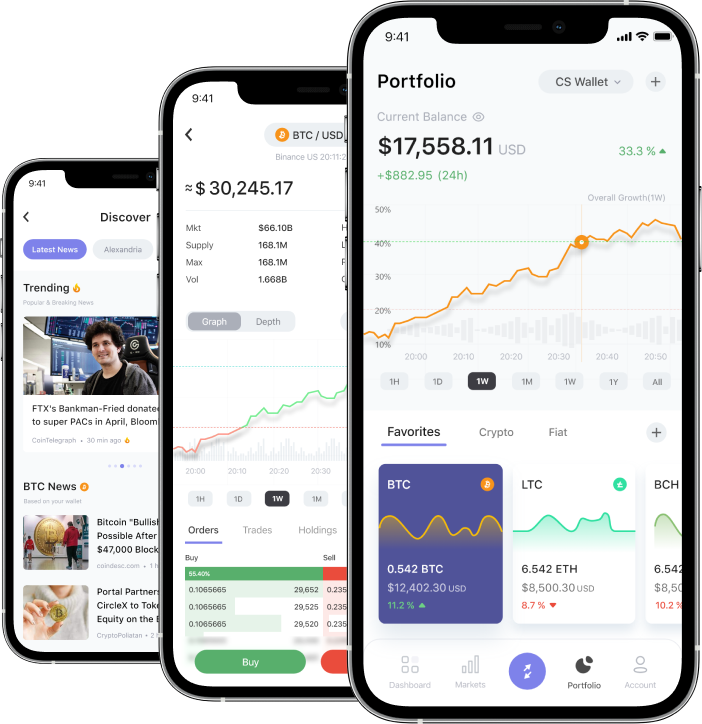 9:41
Discover
Latest News
Alexandria
Trending
Popular & Breaking News
FTX's Bankman-Fried donated
to super PACs in April, Bloom
CoinTelegraph • 30 min ago
BTC News
Based on your wallet
Bitcoin "Bullish
Possible After
$47,000 Block
coindesc.com • 1 h
Portal Partners
CircleX to Toke
Equity on the B
CryptoPoliatan • 2 h
9:41
BTC / USD
Binance US 20:11:2
≈ $ 30,245.17
Mkt $66.10B
Supply 168.1M
Max 168.1M
Vol 1.668B
Graph Depth
20:00 20:10 20:20 20:30
1H 1D 1W 1M
Orders Trades Holdings
Buy Sell
55.40%
0.1065665 29,652 0.235
0.1065665 29,525 0.235
0.1065665 29,520 0.235
Buy
9:41
Portfolio
CS Wallet
+
Current Balance
$17,558.11 USD
33.3 %
+$882.95 (24h)
Overall Growth(1W)
50%
40%
30%
20%
10%
20:00 20:10 20:20 20:30 20:40 20:50
1H 1D 1W 1M 1W 1Y All
Favorites Crypto Fiat +
BTC
0.542 BTC
$12,402.30 USD
11.2 %
LTC
6.542 ETH
$8,500.30 USD
8.7 %
BCH
6.542
$8,50
10.2 %
Dashboard Markets Portfolio Account